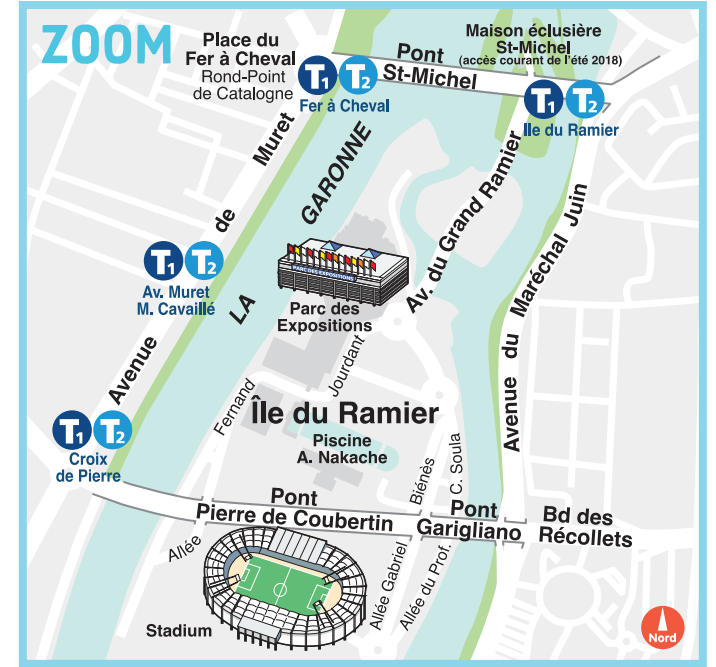 ZOOM
Place du
Fer à Cheval
Rond-Point
de Catalogne
T1 T2
Fer à Cheval
Pont
St-Michel
Maison éclusière
St-Michel
(accès courant de l'été 2018)
T1 T2
Ile du Ramier
Avenue de Muret
LA GARONNE
Av. du Grand Ramier
Avenue du Maréchal Juin
T1 T2
Av. Muret
M. Cavaillé
PARC DES EXPOSITIONS
Parc des
Expositions
Allée Fernand Jourdant
Île du Ramier
Piscine
A. Nakache
T1 T2
Croix
de Pierre
Pont
Pierre de Coubertin
Allée Gabriel Biénès
Allée du Prof. C. Soula
Pont
Garigliano
Bd des
Récollets
Stadium
Nord